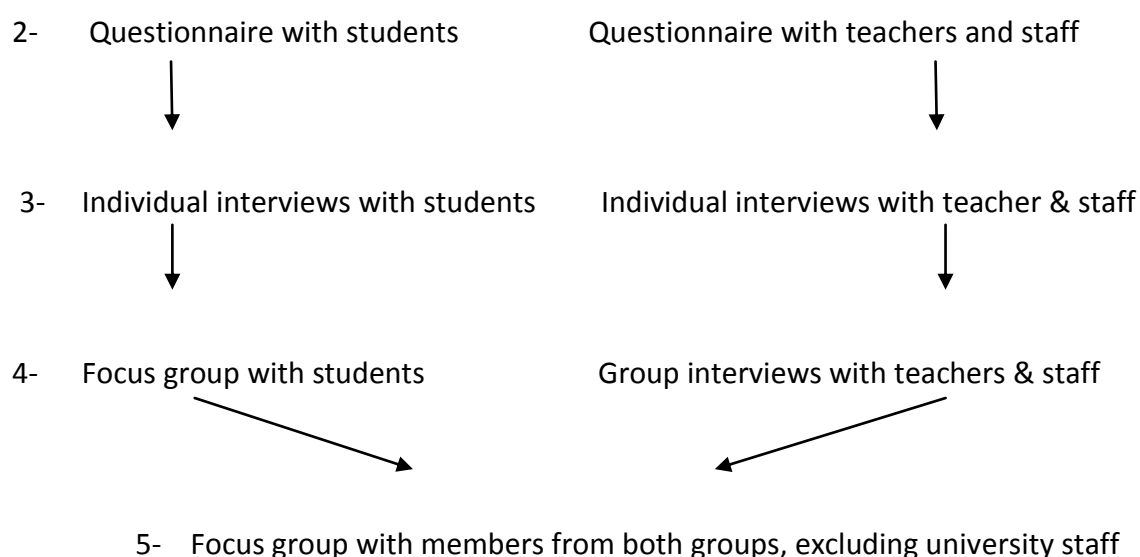 2- Questionnaire with students Questionnaire with teachers and staff
3- Individual interviews with students Individual interviews with teacher & staff
4- Focus group with students Group interviews with teachers & staff
5- Focus group with members from both groups, excluding university staff